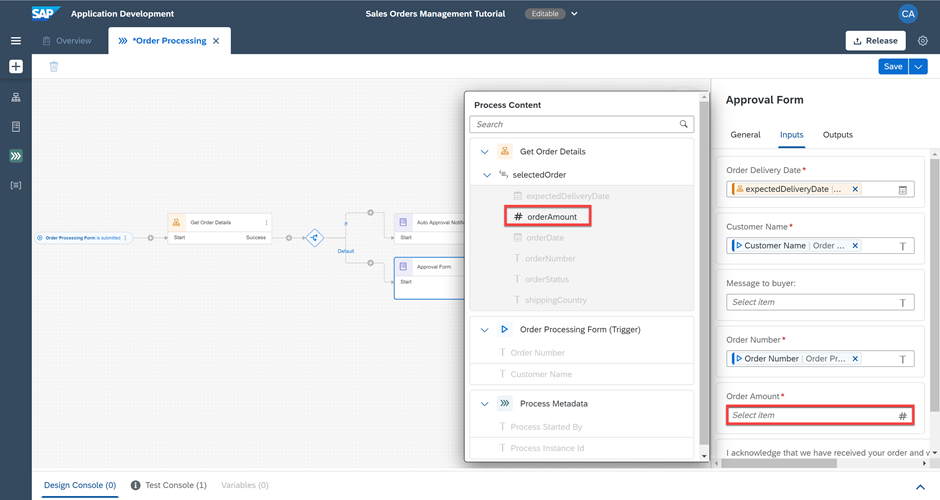 SAP Application Development
Sales Orders Management Tutorial Editable
CA
Overview
*Order Processing
Release
Save
Order Processing Form is submitted
Get Order Details
Start Success
Default
Auto Approval Notifi
Start
Approval Form
Start
Process Content
Search
Get Order Details
selectedOrder
expectedDeliveryDate
# orderAmount
orderDate
T orderNumber
T orderStatus
T shippingCountry
Order Processing Form (Trigger)
T Order Number
T Customer Name
Process Metadata
T Process Started By
T Process Instance Id
Approval Form
General Inputs Outputs
Order Delivery Date*
expectedDeliveryDate |...
Customer Name*
Customer Name | Order ... T
Message to buyer:
Select item T
Order Number*
Order Number | Order Pr... T
Order Amount*
Select item #
I acknowledge that we have received your order and w
Design Console (0) Test Console (1) Variables (0)